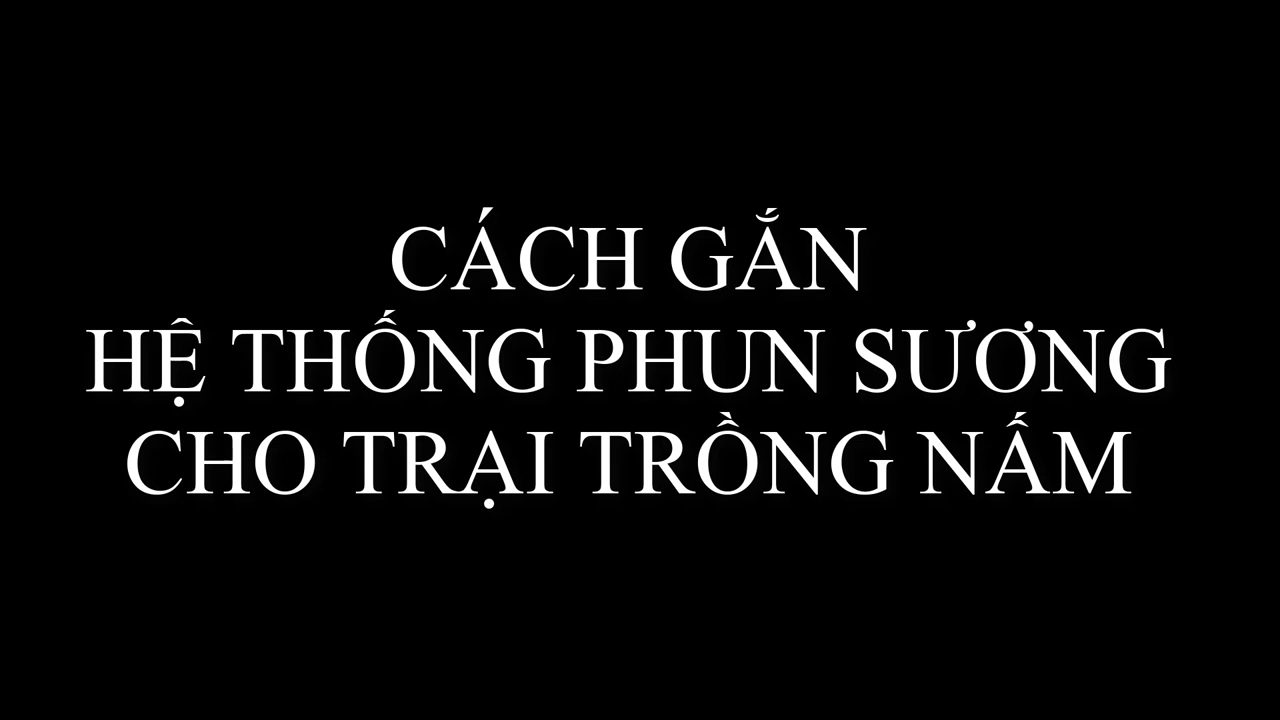 CÁCH GẮN
HỆ THỐNG PHUN SƯƠNG
CHO TRẠI TRỒNG NẤM